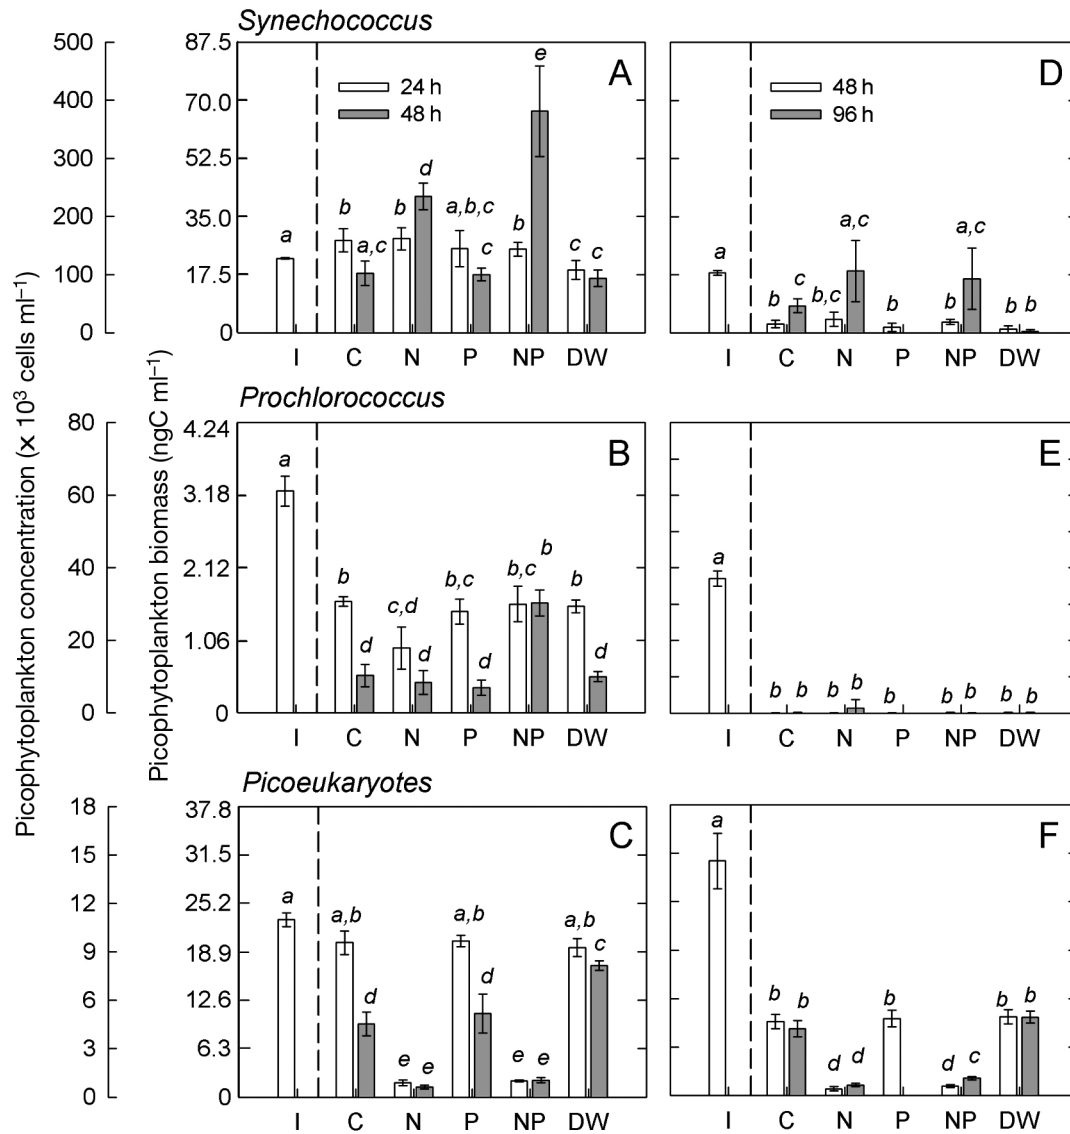 Synechococcus
500
400
300
200
100
0
87.5
70.0
52.5
35.0
17.5
0
A
24 h
48 h
a
b
a,c
b
d
a,b,c
c
b
e
c
c
I C N P NP DW
D
48 h
96 h
a
b
c
b,c
a,c
b
b
a,c
b
b
I C N P NP DW
Prochlorococcus
80
60
40
20
0
4.24
3.18
2.12
1.06
0
B
a
b
d
c,d
d
b,c
d
b,c
b
b
d
I C N P NP DW
E
a
b
b
b
b
b
b
b
b
b
I C N P NP DW
Picoeukaryotes
18
15
12
9
6
3
0
37.8
31.5
25.2
18.9
12.6
6.3
0
C
a
a,b
d
e
e
a,b
d
e
e
a,b
c
I C N P NP DW
F
a
b
b
d
d
b
d
c
b
b
I C N P NP DW
Picophytoplankton concentration (x 10³ cells ml⁻¹)
Picophytoplankton biomass (ngC ml⁻¹)